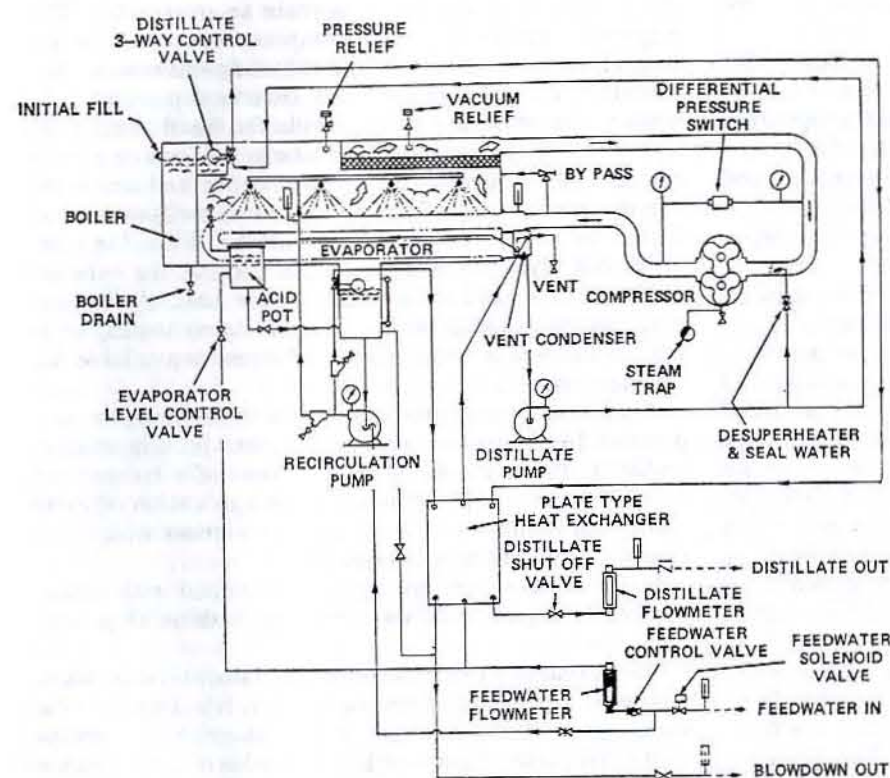 DISTILLATE
3-WAY CONTROL
VALVE
PRESSURE
RELIEF
INITIAL FILL
VACUUM
RELIEF
DIFFERENTIAL
PRESSURE
SWITCH
BY PASS
BOILER
EVAPORATOR
VENT
COMPRESSOR
BOILER
DRAIN
ACID
POT
VENT CONDENSER
STEAM
TRAP
EVAPORATOR
LEVEL CONTROL
VALVE
RECIRCULATION
PUMP
DISTILLATE
PUMP
DESUPERHEATER
& SEAL WATER
PLATE TYPE
HEAT EXCHANGER
DISTILLATE
SHUT OFF
VALVE
DISTILLATE OUT
DISTILLATE
FLOWMETER
FEEDWATER
CONTROL VALVE
FEEDWATER
SOLENOID
VALVE
FEEDWATER
FLOWMETER
FEEDWATER IN
BLOWDOWN OUT